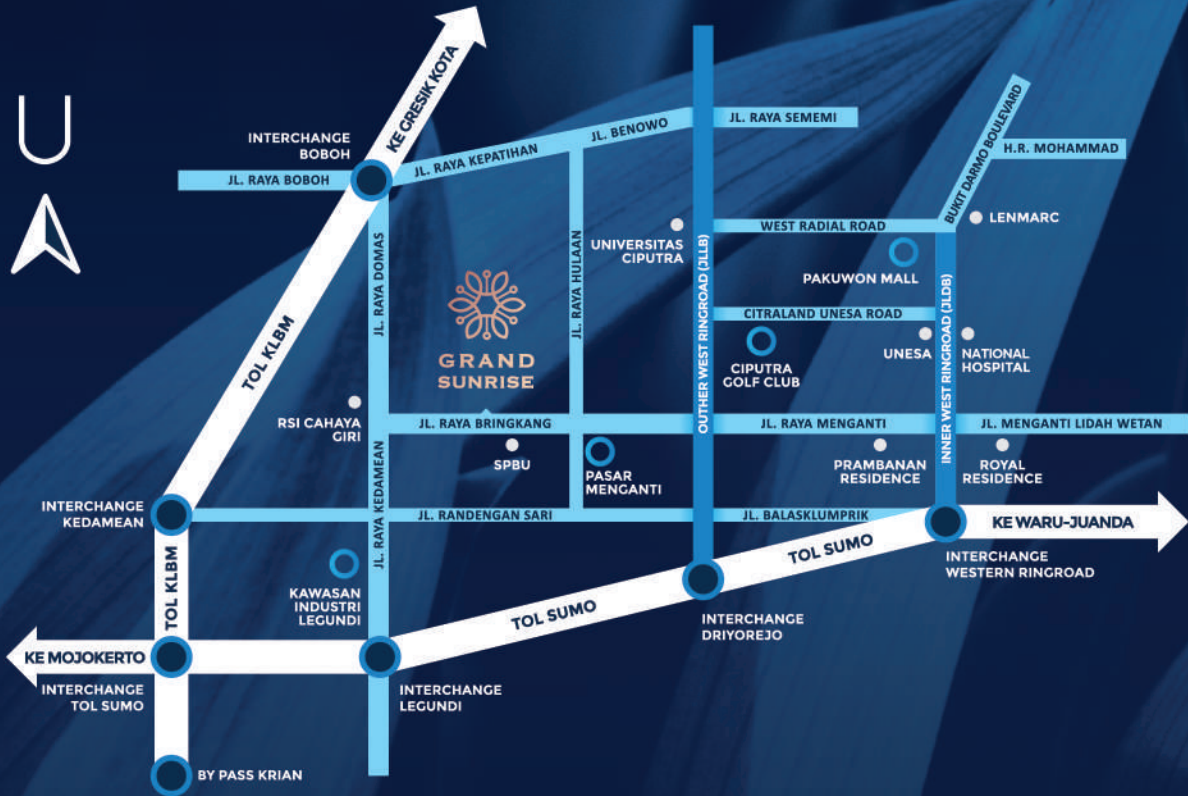 U
KE GRESIK KOTA
INTERCHANGE
BOBOH
JL. RAYA BOBOH
JL. RAYA KEPATIHAN
JL. BENOWO
JL. RAYA SEMEMI
BUKIT DARMO BOULEVARD
H.R. MOHAMMAD
TOL KLBM
JL. RAYA DOMAS
JL. RAYA HULAAN
UNIVERSITAS
CIPUTRA
WEST RADIAL ROAD
LENMARC
PAKUWON MALL
OUTHER WEST RINGROAD (JLLB)
INNER WEST RINGROAD (JLDB)
CITRALAND UNESA ROAD
GRAND
SUNRISE
CIPUTRA
GOLF CLUB
UNESA
NATIONAL
HOSPITAL
RSI CAHAYA
GIRI
JL. RAYA BRINGKANG
JL. RAYA MENGANTI
JL. MENGANTI LIDAH WETAN
SPBU
PASAR
MENGANTI
PRAMBANAN
RESIDENCE
ROYAL
RESIDENCE
JL. RAYA KEDAMEAN
INTERCHANGE
KEDAMEAN
JL. RANDENGAN SARI
JL. BALASKLUMPRIK
KE WARU-JUANDA
INTERCHANGE
WESTERN RINGROAD
TOL KLBM
KAWASAN
INDUSTRI
LEGUNDI
TOL SUMO
TOL SUMO
INTERCHANGE
DRIYOREJO
KE MOJOKERTO
INTERCHANGE
TOL SUMO
INTERCHANGE
LEGUNDI
BY PASS KRIAN